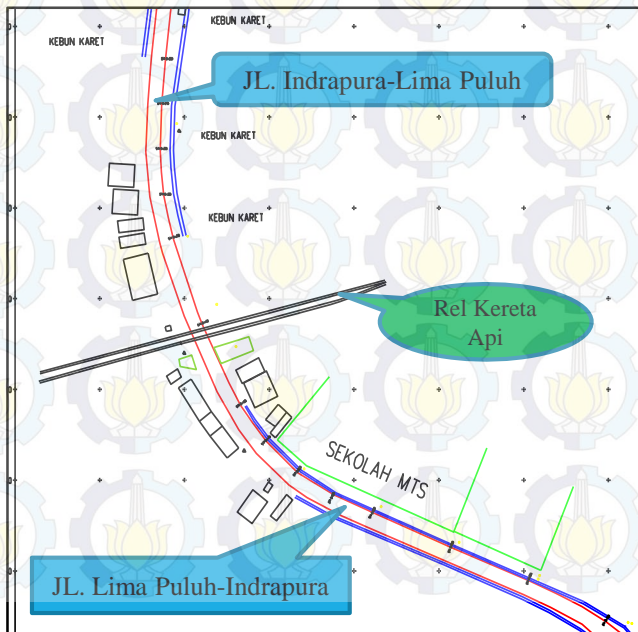 KEBUN KARET
KEBUN KARET
JL. Indrapura-Lima Puluh
KEBUN KARET
KEBUN KARET
Rel Kereta
Api
SEKOLAH MTS
JL. Lima Puluh-Indrapura